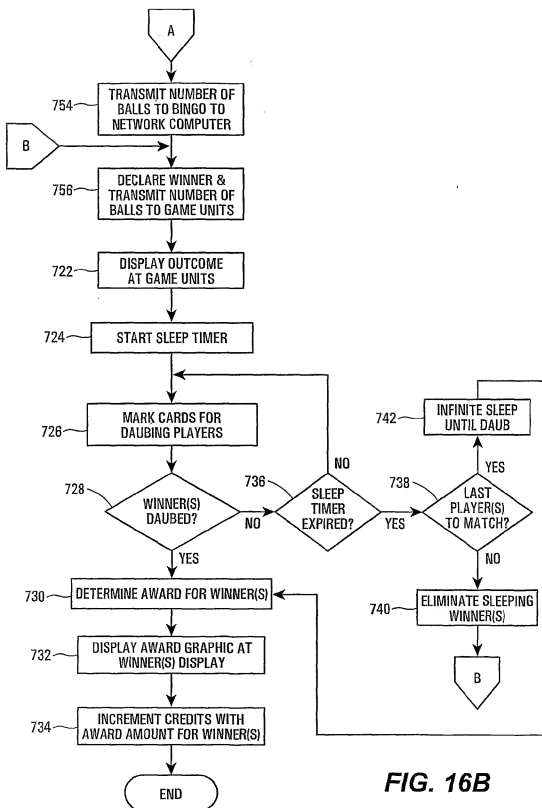 A
754
TRANSMIT NUMBER OF
BALLS TO BINGO TO
NETWORK COMPUTER
B
756
DECLARE WINNER &
TRANSMIT NUMBER OF
BALLS TO GAME UNITS
722
DISPLAY OUTCOME
AT GAME UNITS
724
START SLEEP TIMER
726
MARK CARDS FOR
DAUBING PLAYERS
728
WINNER(S)
DAUBED?
NO
YES
736
SLEEP
TIMER
EXPIRED?
NO
YES
738
LAST
PLAYER(S)
TO MATCH?
YES
NO
742
INFINITE SLEEP
UNTIL DAUB
740
ELIMINATE SLEEPING
WINNER(S)
B
730
DETERMINE AWARD FOR WINNER(S)
732
DISPLAY AWARD GRAPHIC AT
WINNER(S) DISPLAY
734
INCREMENT CREDITS WITH
AWARD AMOUNT FOR WINNER(S)
END
FIG. 16B